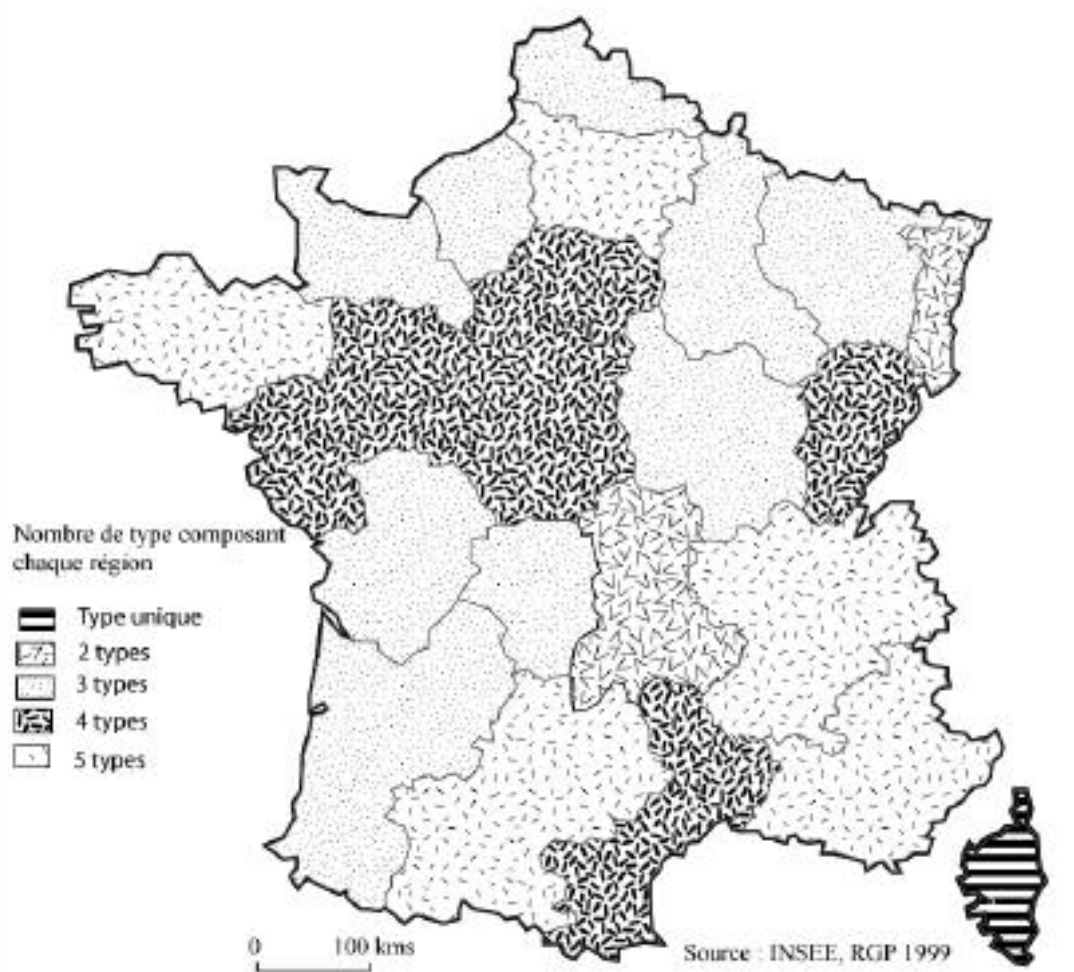 Nombre de type composant
chaque région
Type unique
2 types
3 types
4 types
5 types
0 100 kms
Source : INSEE, RGP 1999